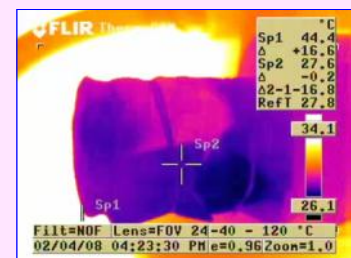 FLIR Th
°C
Sp1 44.4
Δ +16.6
Sp2 27.6
Δ -0.2
Δ2-1-16.8
RefT 27.8
34.1
Sp2
Sp1
26.1
Filt=NOF Lens=FOV 24 -40 - 120 °C
02/04/08 04:23:30 PM e=0.96 Zoom=1.0